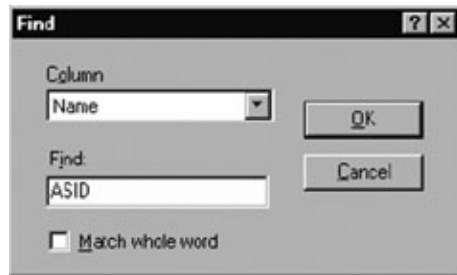 Find
Column
Name
OK
Find:
ASID
Cancel
Match whole word